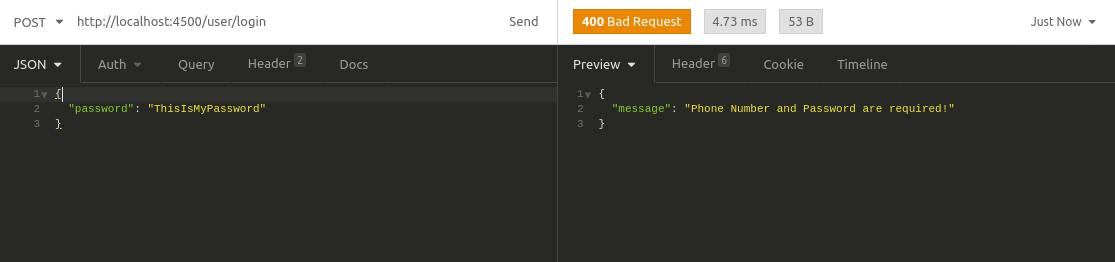 POST http://localhost:4500/user/login Send
400 Bad Request 4.73 ms 53 B Just Now
JSON Auth Query Header 2 Docs
Preview Header 6 Cookie Timeline
1 {
2 "password": "ThisIsMyPassword"
3 }
1 {
2 "message": "Phone Number and Password are required!"
3 }